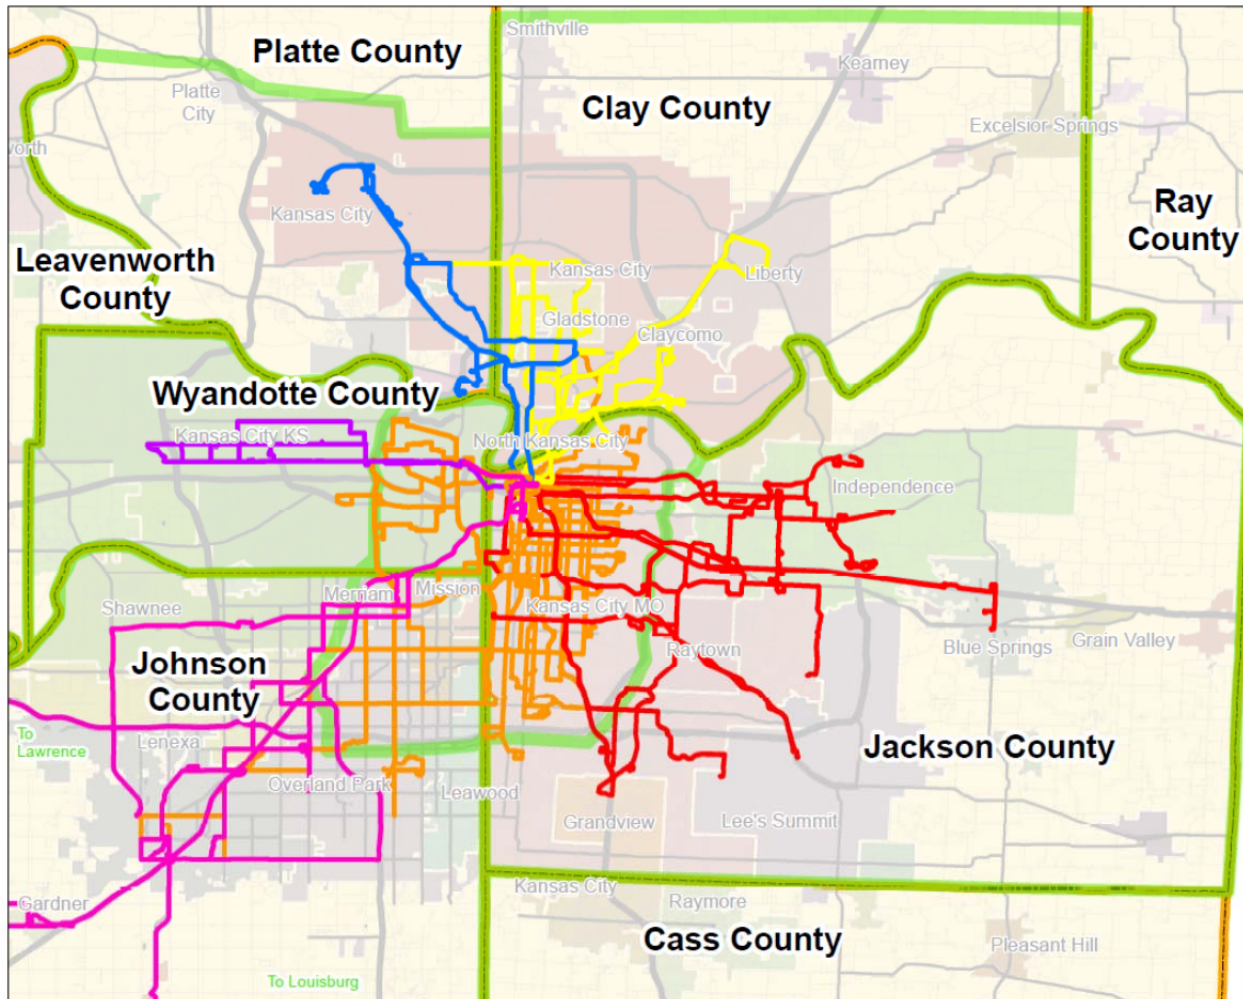 Smithville
Platte County
Kearney
Platte
City
Clay County
Excelsior Springs
worth
Ray
County
Kansas City
Leavenworth
County
Kansas City
Liberty
Gladstone
Claycomo
Wyandotte County
Kansas City KS
North Kansas City
Independence
Merriam
Mission
Shawnee
Kansas City MO
Raytown
Blue Springs
Grain Valley
Johnson
County
To
Lawrence
Lenexa
Jackson County
Overland Park
Leawood
Grandview
Lee's Summit
Kansas City
Gardner
Raymore
Cass County
Pleasant Hill
To Louisburg